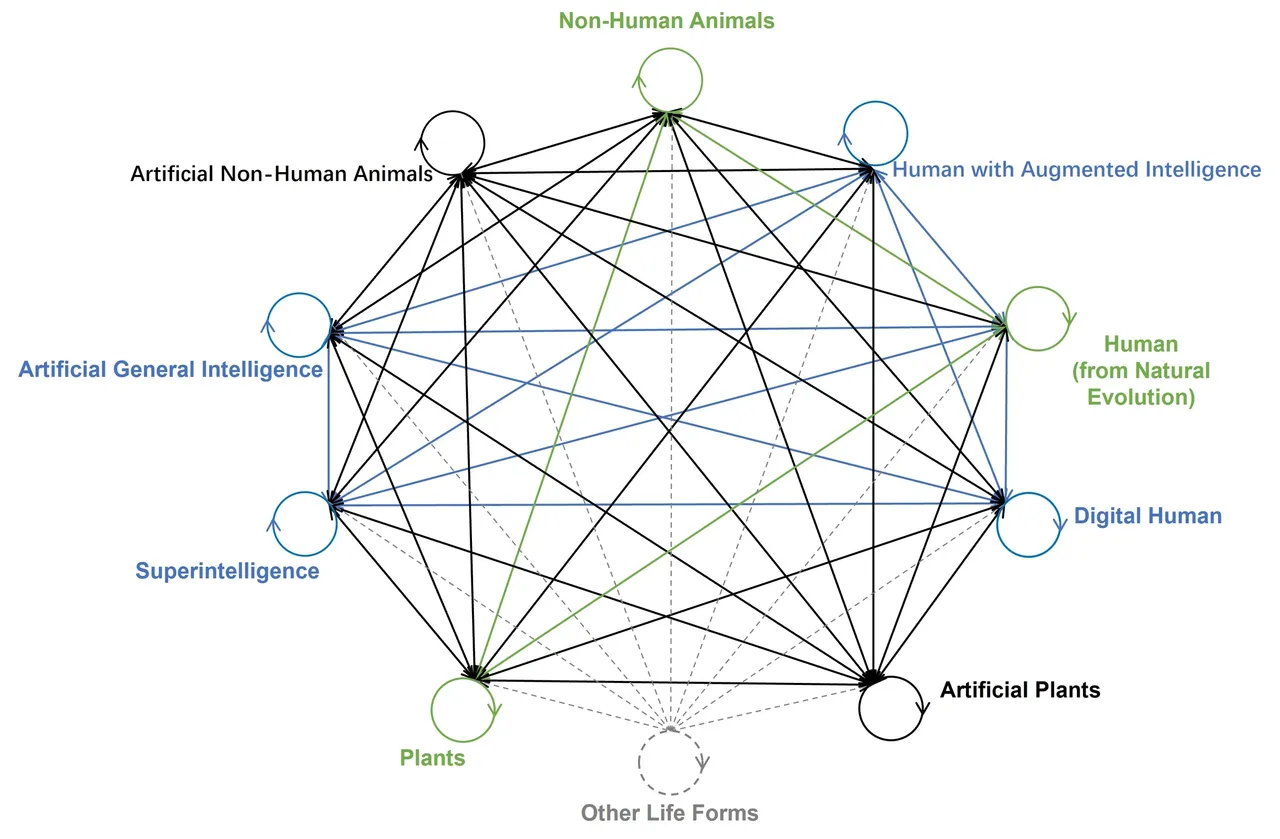 Non-Human Animals
Artificial Non-Human Animals
Human with Augmented Intelligence
Human
(from Natural
Evolution)
Artificial General Intelligence
Digital Human
Superintelligence
Artificial Plants
Plants
Other Life Forms